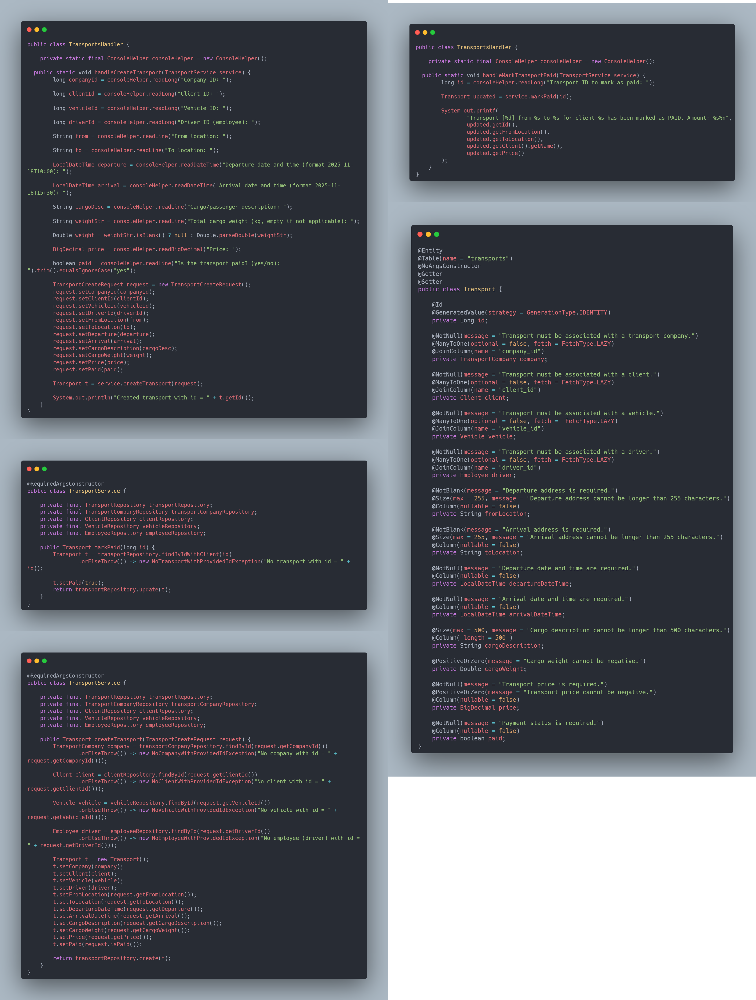 public class TransportsHandler {
private static final ConsoleHelper consoleHelper = new ConsoleHelper();
public static void handleCreateTransport(TransportService service) {
long companyId = consoleHelper.readLong("Company ID: ");
long clientId = consoleHelper.readLong("Client ID: ");
long vehicleId = consoleHelper.readLong("Vehicle ID: ");
long driverId = consoleHelper.readLong("Driver ID (employee): ");
String from = consoleHelper.readLine("From location: ");
String to = consoleHelper.readLine("To location: ");
LocalDateTime departure = consoleHelper.readDateTime("Departure date and time (format 2025-11-
18T10:00): ");
LocalDateTime arrival = consoleHelper.readDateTime("Arrival date and time (format 2025-11-
18T15:30): ");
String cargoDesc = consoleHelper.readLine("Cargo/passenger description: ");
String weightStr = consoleHelper.readLine("Total cargo weight (kg, empty if not applicable): ");
Double weight = weightStr.isBlank() ? null : Double.parseDouble(weightStr);
BigDecimal price = consoleHelper.readBigDecimal("Price: ");
boolean paid = consoleHelper.readLine("Is the transport paid? (yes/no):
").trim().equalsIgnoreCase("yes");
TransportCreateRequest request = new TransportCreateRequest();
request.setCompanyId(companyId);
request.setClientId(clientId);
request.setVehicleId(vehicleId);
request.setDriverId(driverId);
request.setFromLocation(from);
request.setToLocation(to);
request.setDeparture(departure);
request.setArrival(arrival);
request.setCargoDescription(cargoDesc);
request.setCargoWeight(weight);
request.setPrice(price);
request.setPaid(paid);
Transport t = service.createTransport(request);
System.out.println("Created transport with id = " + t.getId());
}
}
@RequiredArgsConstructor
public class TransportService {
private final TransportRepository transportRepository;
private final TransportCompanyRepository transportCompanyRepository;
private final ClientRepository clientRepository;
private final VehicleRepository vehicleRepository;
private final EmployeeRepository employeeRepository;
public Transport markPaid(long id) {
Transport t = transportRepository.findByIdWithClient(id)
.orElseThrow(() -> new NoTransportWithProvidedIdException("No transport with id = " +
id));
t.setPaid(true);
return transportRepository.update(t);
}
}
@RequiredArgsConstructor
public class TransportService {
private final TransportRepository transportRepository;
private final TransportCompanyRepository transportCompanyRepository;
private final ClientRepository clientRepository;
private final VehicleRepository vehicleRepository;
private final EmployeeRepository employeeRepository;
public Transport createTransport(TransportCreateRequest request) {
TransportCompany company = transportCompanyRepository.findById(request.getCompanyId())
.orElseThrow(() -> new NoCompanyWithProvidedIdException("No company with id = " +
request.getCompanyId()));
Client client = clientRepository.findById(request.getClientId())
.orElseThrow(() -> new NoClientWithProvidedIdException("No client with id = " +
request.getClientId()));
Vehicle vehicle = vehicleRepository.findById(request.getVehicleId())
.orElseThrow(() -> new NoVehicleWithProvidedIdException("No vehicle with id = " +
request.getVehicleId()));
Employee driver = employeeRepository.findById(request.getDriverId())
.orElseThrow(() -> new NoEmployeeWithProvidedIdException("No employee (driver) with id =
" + request.getDriverId()));
Transport t = new Transport();
t.setCompany(company);
t.setClient(client);
t.setVehicle(vehicle);
t.setDriver(driver);
t.setFromLocation(request.getFromLocation());
t.setToLocation(request.getToLocation());
t.setDepartureDateTime(request.getDeparture());
t.setArrivalDateTime(request.getArrival());
t.setCargoDescription(request.getCargoDescription());
t.setCargoWeight(request.getCargoWeight());
t.setPrice(request.getPrice());
t.setPaid(request.isPaid());
return transportRepository.create(t);
}
}
public class TransportsHandler {
private static final ConsoleHelper consoleHelper = new ConsoleHelper();
public static void handleMarkTransportPaid(TransportService service) {
long id = consoleHelper.readLong("Transport ID to mark as paid: ");
Transport updated = service.markPaid(id);
System.out.printf(
"Transport [%d] from %s to %s for client %s has been marked as PAID. Amount: %s%n",
updated.getId(),
updated.getFromLocation(),
updated.getToLocation(),
updated.getClient().getName(),
updated.getPrice()
);
}
}
@Entity
@Table(name = "transports")
@NoArgsConstructor
@Getter
@Setter
public class Transport {
@Id
@GeneratedValue(strategy = GenerationType.IDENTITY)
private Long id;
@NotNull(message = "Transport must be associated with a transport company.")
@ManyToOne(optional = false, fetch = FetchType.LAZY)
@JoinColumn(name = "company_id")
private TransportCompany company;
@NotNull(message = "Transport must be associated with a client.")
@ManyToOne(optional = false, fetch = FetchType.LAZY)
@JoinColumn(name = "client_id")
private Client client;
@NotNull(message = "Transport must be associated with a vehicle.")
@ManyToOne(optional = false, fetch =  FetchType.LAZY)
@JoinColumn(name = "vehicle_id")
private Vehicle vehicle;
@NotNull(message = "Transport must be associated with a driver.")
@ManyToOne(optional = false, fetch = FetchType.LAZY)
@JoinColumn(name = "driver_id")
private Employee driver;
@NotBlank(message = "Departure address is required.")
@Size(max = 255, message = "Departure address cannot be longer than 255 characters.")
@Column(nullable = false)
private String fromLocation;
@NotBlank(message = "Arrival address is required.")
@Size(max = 255, message = "Arrival address cannot be longer than 255 characters.")
@Column(nullable = false)
private String toLocation;
@NotNull(message = "Departure date and time are required.")
@Column(nullable = false)
private LocalDateTime departureDateTime;
@NotNull(message = "Arrival date and time are required.")
@Column(nullable = false)
private LocalDateTime arrivalDateTime;
@Size(max = 500, message = "Cargo description cannot be longer than 500 characters.")
@Column( length = 500 )
private String cargoDescription;
@PositiveOrZero(message = "Cargo weight cannot be negative.")
private Double cargoWeight;
@NotNull(message = "Transport price is required.")
@PositiveOrZero(message = "Transport price cannot be negative.")
@Column(nullable = false)
private BigDecimal price;
@NotNull(message = "Payment status is required.")
@Column(nullable = false)
private boolean paid;
}